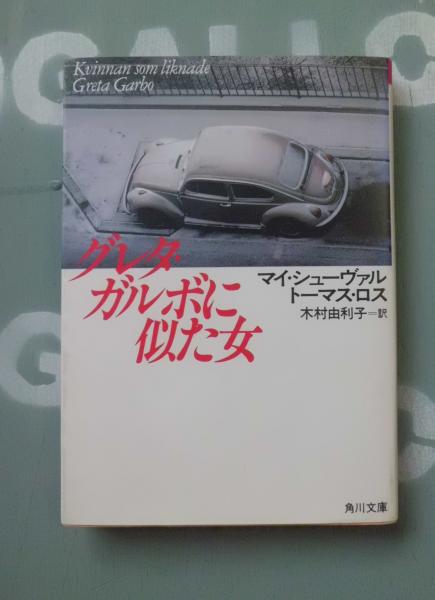 Kvinnan som liknade
Greta Garbo
グレタ・
ガルボに
似た女
マイ・シューヴァル
トーマス・ロス
木村由利子=訳
角川文庫